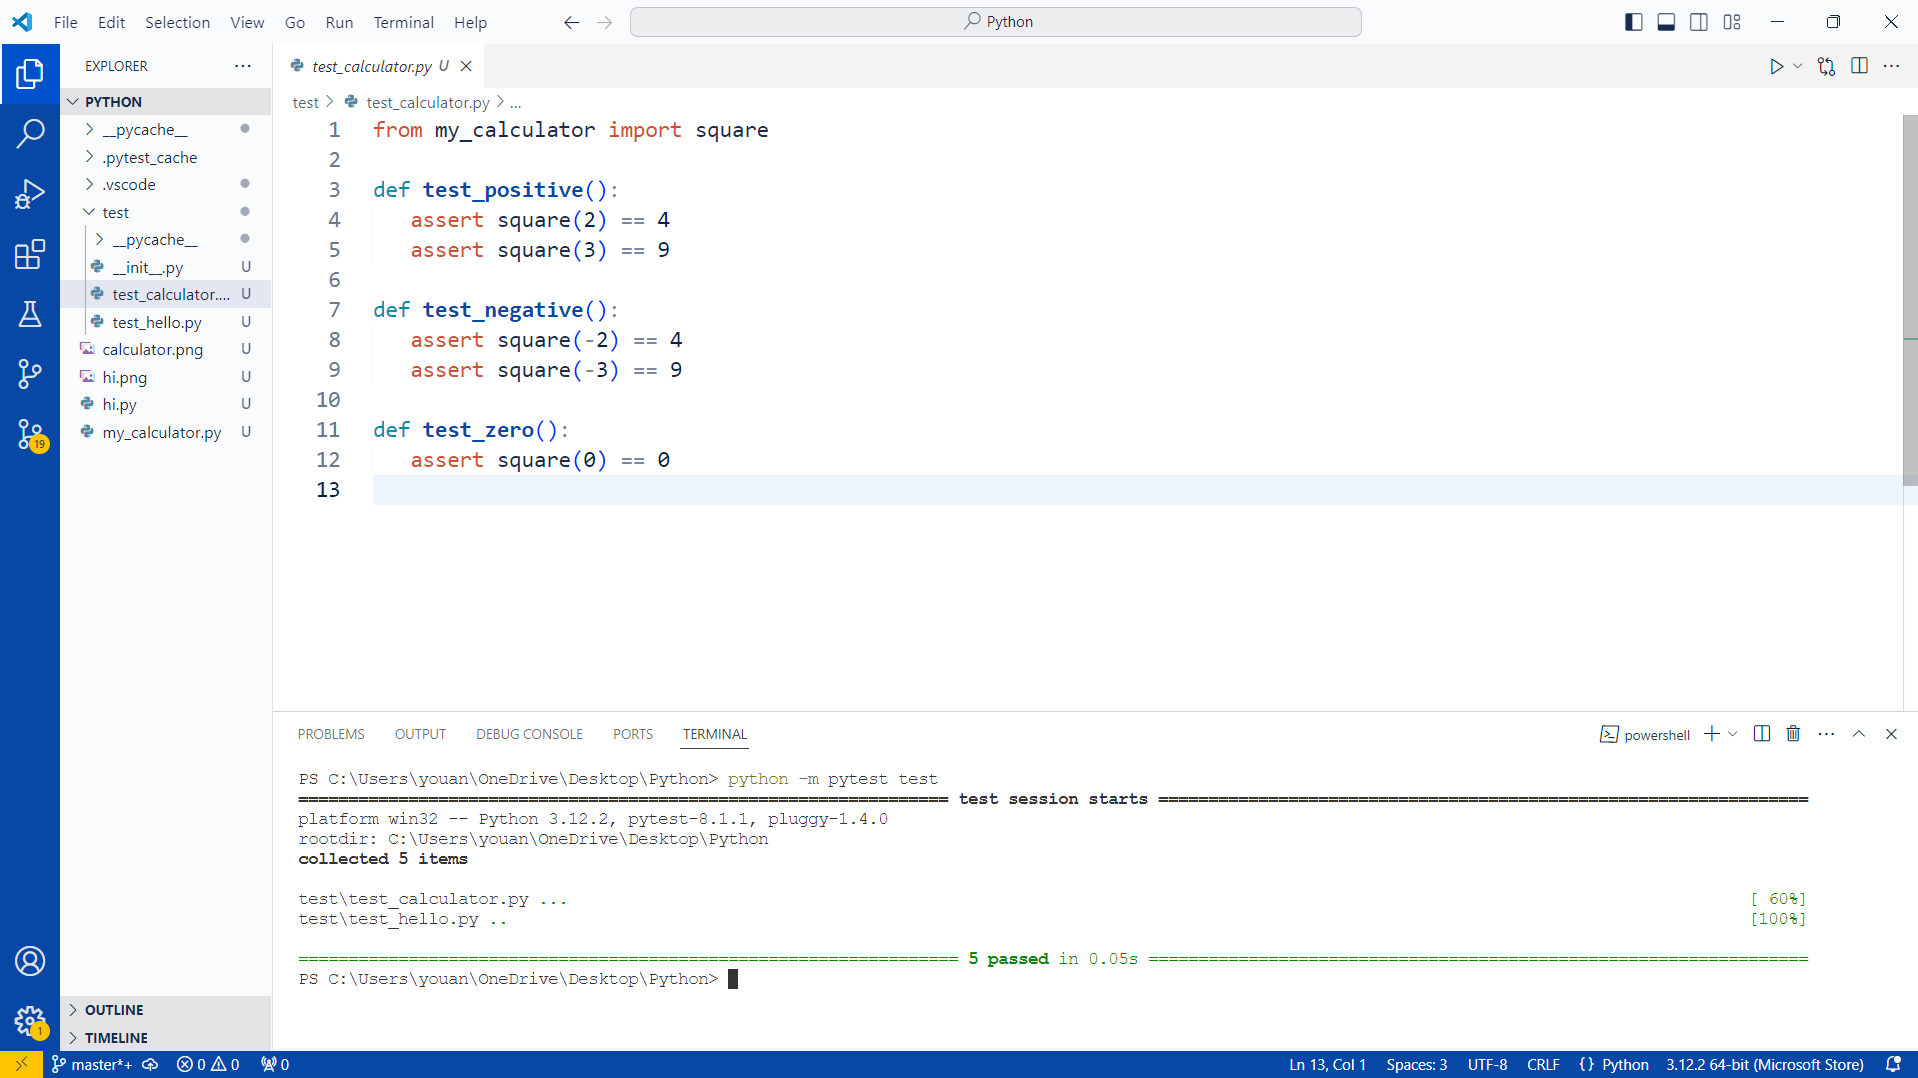 File Edit Selection View Go Run Terminal Help
Python
EXPLORER
PYTHON
__pycache__
.pytest_cache
.vscode
test
__pycache__
__init__.py U
test_calculator.... U
test_hello.py U
calculator.png U
hi.png U
hi.py U
my_calculator.py U
19
1
OUTLINE
TIMELINE
test_calculator.py U
test > test_calculator.py > ...
1 from my_calculator import square
2
3 def test_positive():
4 assert square(2) == 4
5 assert square(3) == 9
6
7 def test_negative():
8 assert square(-2) == 4
9 assert square(-3) == 9
10
11 def test_zero():
12 assert square(0) == 0
13
PROBLEMS OUTPUT DEBUG CONSOLE PORTS TERMINAL
powershell
PS C:\Users\youan\OneDrive\Desktop\Python> python -m pytest test
================================================================= test session starts =================================================================
platform win32 -- Python 3.12.2, pytest-8.1.1, pluggy-1.4.0
rootdir: C:\Users\youan\OneDrive\Desktop\Python
collected 5 items
test\test_calculator.py ... [ 60%]
test\test_hello.py .. [100%]
================================================================== 5 passed in 0.05s ==================================================================
PS C:\Users\youan\OneDrive\Desktop\Python>
master*+ 0 0 0 Ln 13, Col 1 Spaces: 3 UTF-8 CRLF {} Python 3.12.2 64-bit (Microsoft Store)